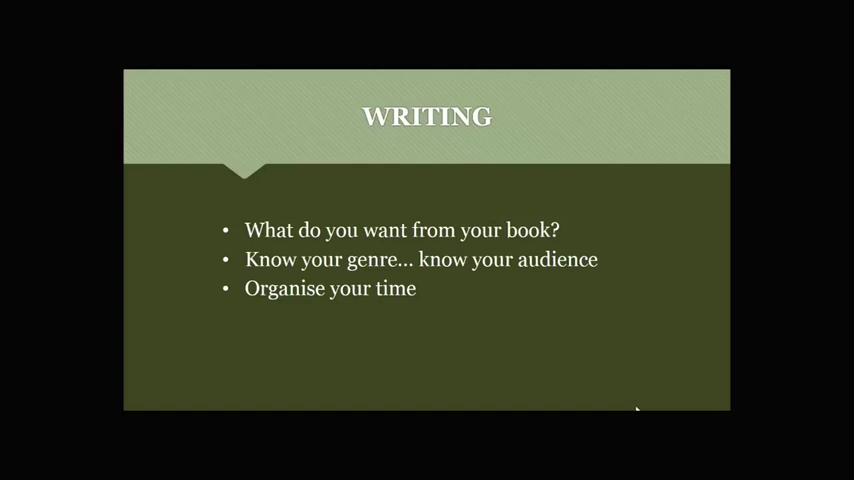 WRITING
• What do you want from your book?
• Know your genre... know your audience
• Organise your time